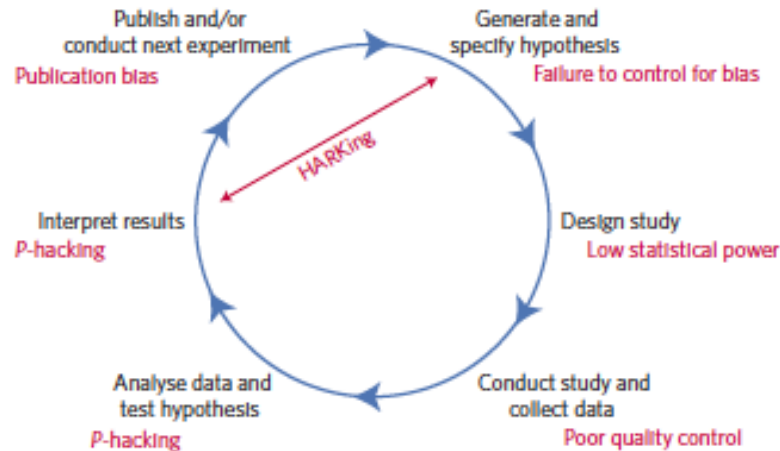 Publish and/or
conduct next experiment
Publication bias
Generate and
specify hypothesis
Failure to control for bias
HARKing
Interpret results
P-hacking
Design study
Low statistical power
Analyse data and
test hypothesis
P-hacking
Conduct study and
collect data
Poor quality control